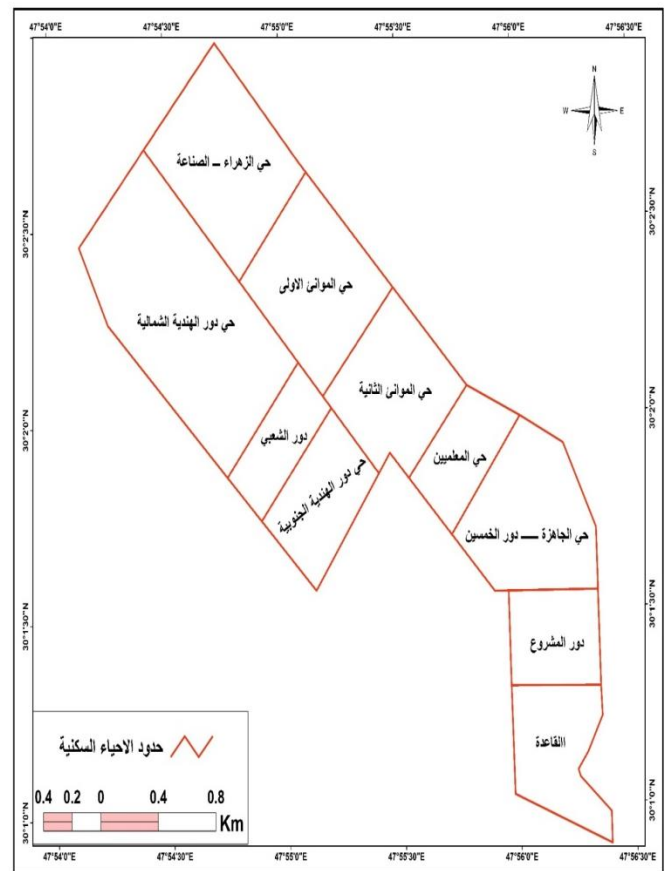 47°54'0"E 47°54'30"E 47°55'0"E 47°55'30"E 47°56'0"E 47°56'30"E
N
W E
S
حي الزهراء ــ الصناعة
30°2'30"N
30°2'30"N
حي الموانئ الاولى
حي دور الهندية الشمالية
حي الموانئ الثانية
30°2'0"N
30°2'0"N
دور الشعبي
حي المعلميين
حي دور الهندية الجنوبية
حي الجاهزة ــــ دور الخمسين
30°1'30"N
30°1'30"N
دور المشروع
حدود الاحياء السكنية
االقاعدة
0.4 0.2 0 0.4 0.8
Km
30°1'0"N
30°1'0"N
47°54'0"E 47°54'30"E 47°55'0"E 47°55'30"E 47°56'0"E 47°56'30"E